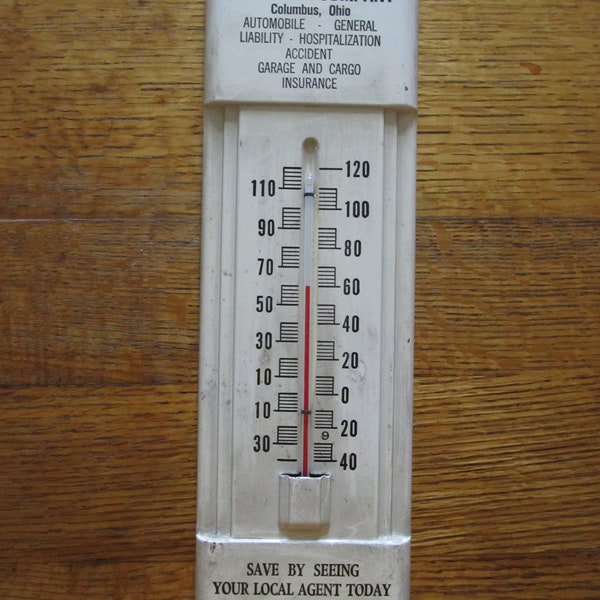 Columbus, Ohio
AUTOMOBILE - GENERAL
LIABILITY - HOSPITALIZATION
ACCIDENT
GARAGE AND CARGO
INSURANCE
120
110
100
90
80
70
60
50
40
30
20
10
0
10
20
9
30
40
SAVE BY SEEING
YOUR LOCAL AGENT TODAY